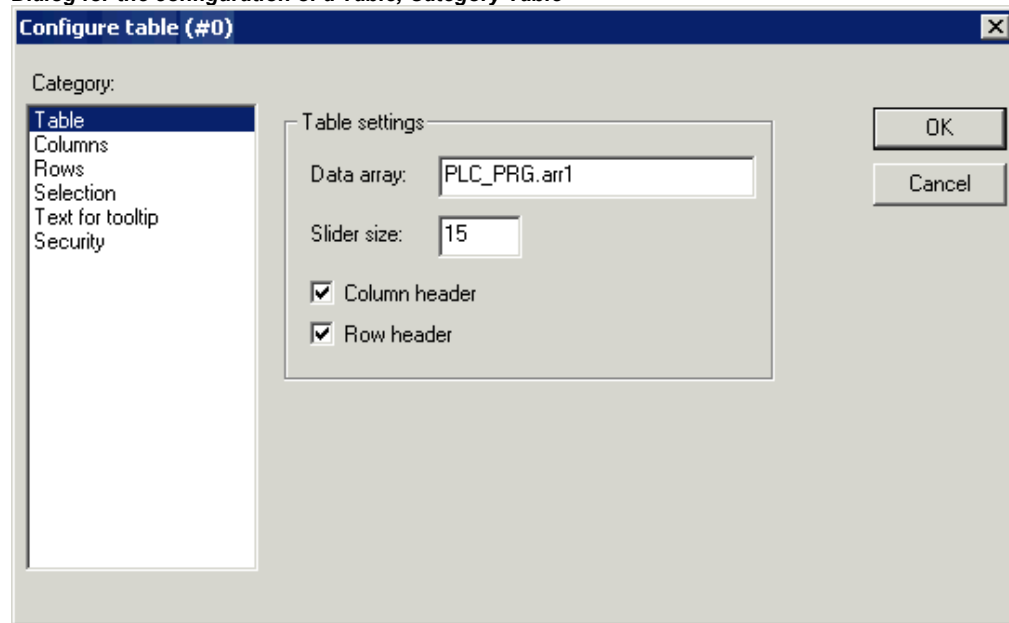 Dialog for the configuration of a Table, Category Table
Configure table (#0)
Category:
Table
Columns
Rows
Selection
Text for tooltip
Security
Table settings
Data array: PLC_PRG.arr1
Slider size: 15
Column header
Row header
OK
Cancel